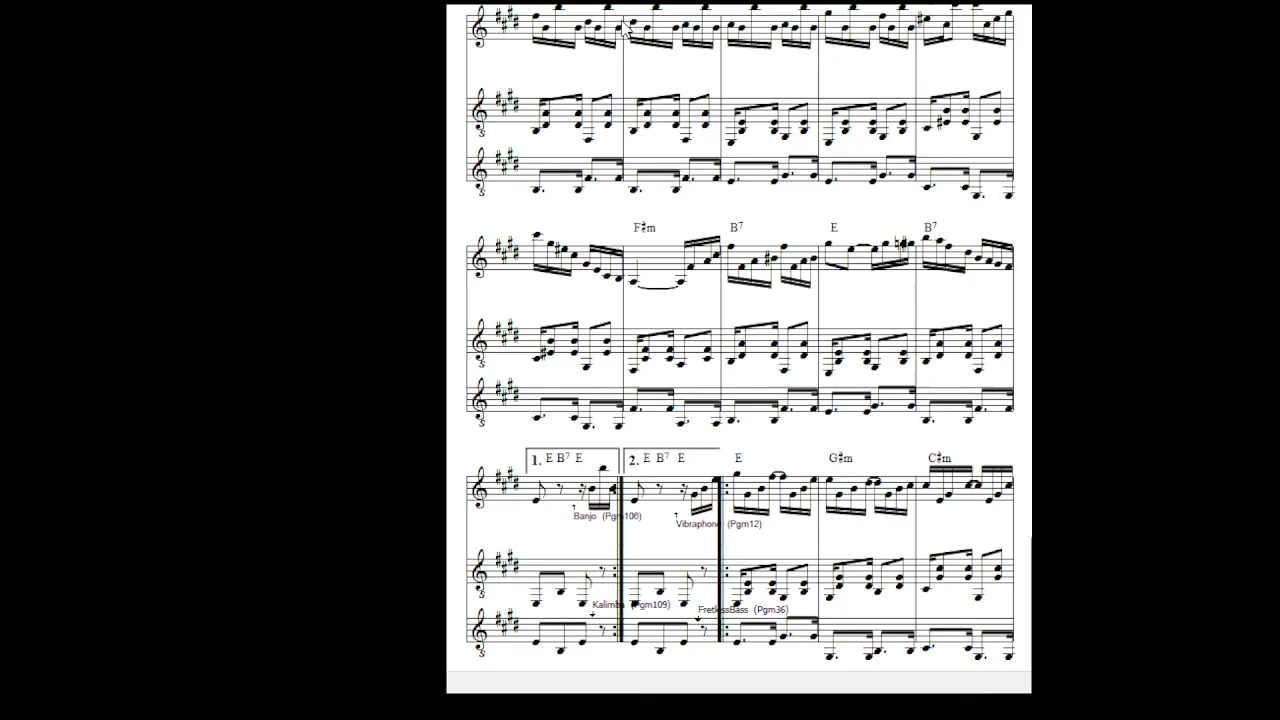 F#m B7 E B7
1. E B7 E 2. E B7 E E G#m C#m
Banjo (Pgm106) Vibraphone (Pgm12)
Kalimba (Pgm109) FretlessBass (Pgm36)